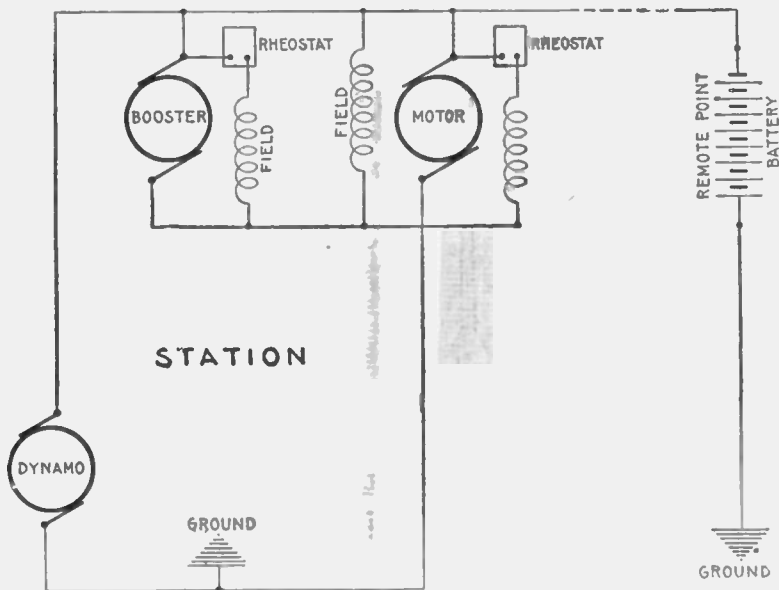 RHEOSTAT
RHEOSTAT
BOOSTER
FIELD
FIELD
MOTOR
REMOTE POINT
BATTERY
STATION
DYNAMO
GROUND
GROUND